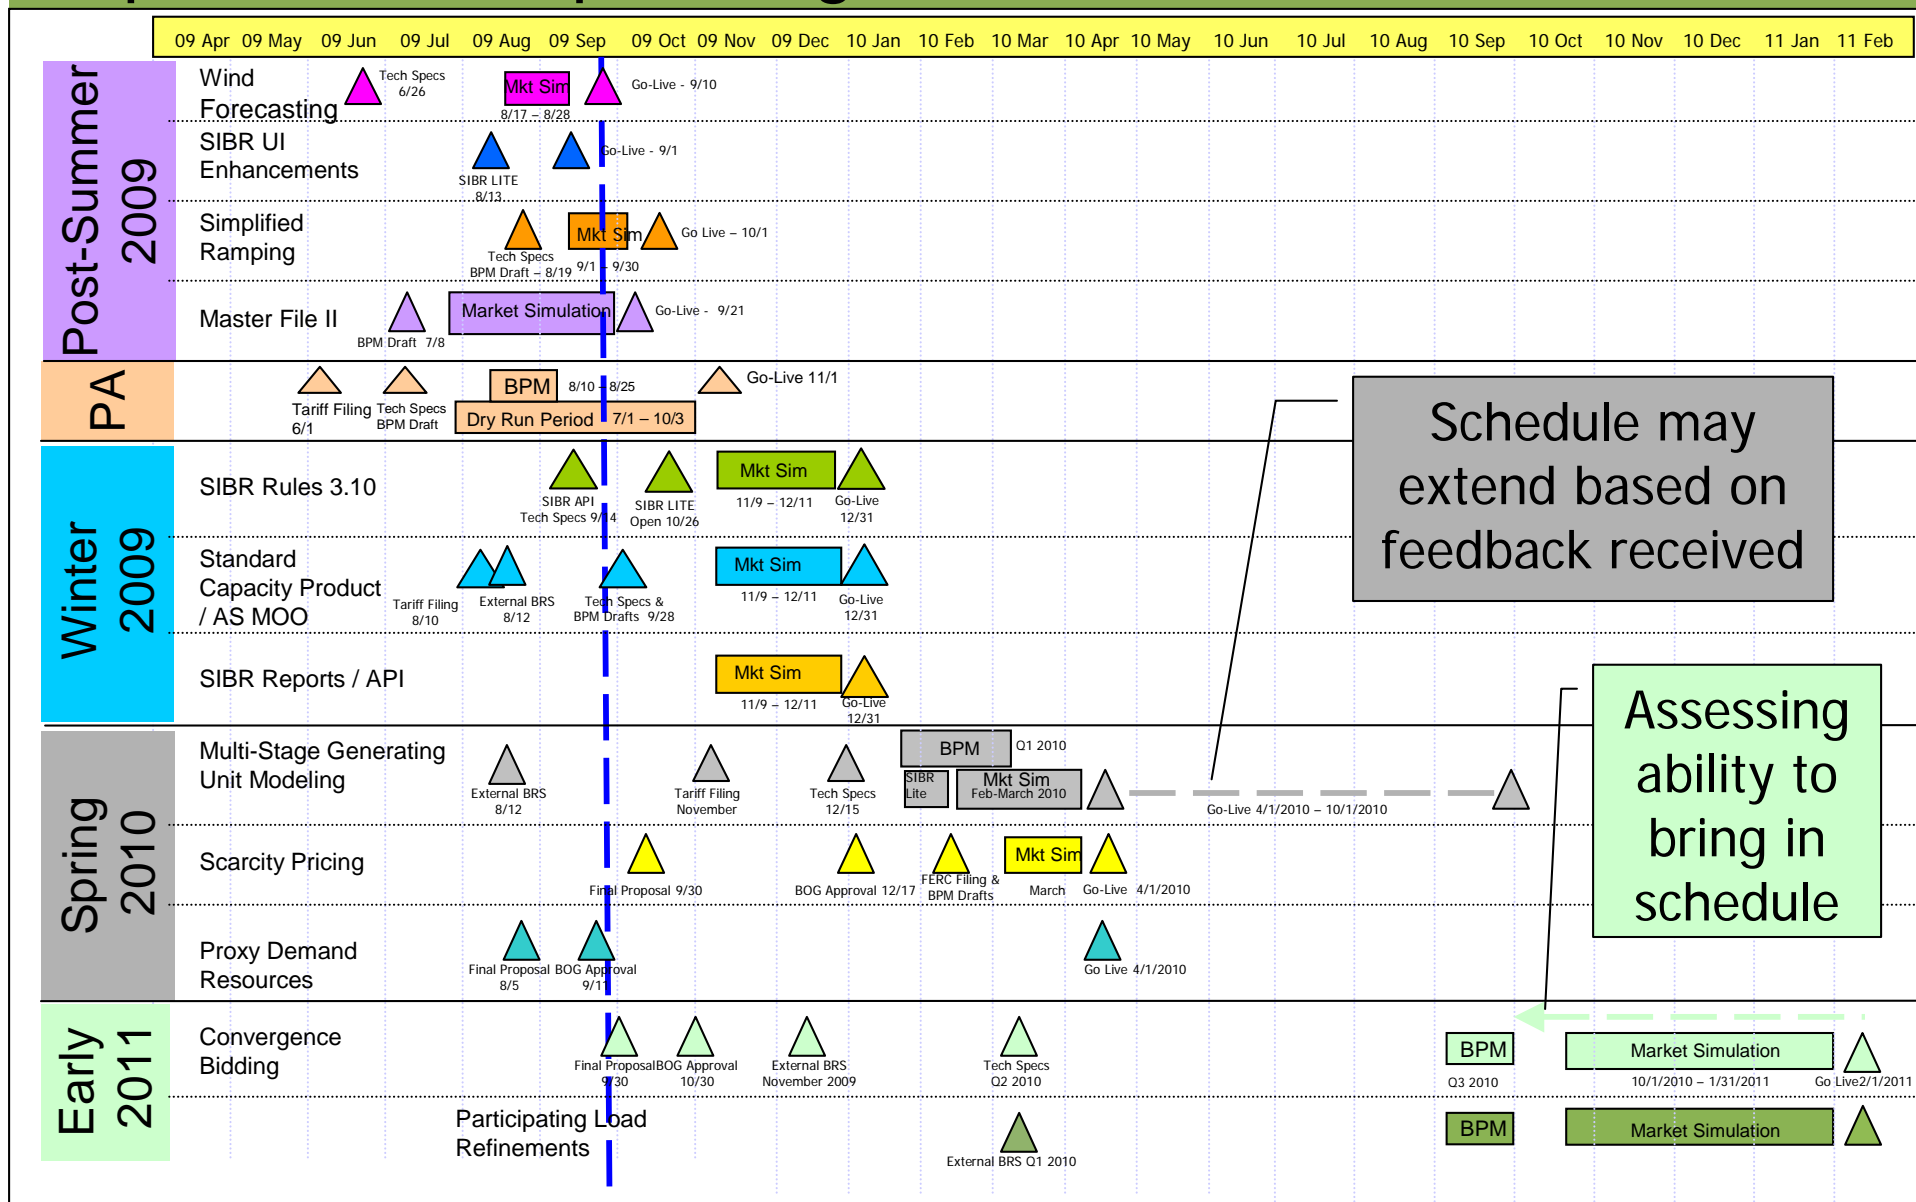 09 Apr 09 May 09 Jun 09 Jul 09 Aug 09 Sep 09 Oct 09 Nov 09 Dec 10 Jan 10 Feb 10 Mar 10 Apr 10 May 10 Jun 10 Jul 10 Aug 10 Sep 10 Oct 10 Nov 10 Dec 11 Jan 11 Feb
Post-Summer
2009
Wind
Forecasting
Tech Specs
6/26
Mkt Sim
8/17 – 8/28
Go-Live - 9/10
SIBR UI
Enhancements
SIBR LITE
8/13
Go-Live - 9/1
Simplified
Ramping
Tech Specs
BPM Draft – 8/19
Mkt Sim
9/1 – 9/30
Go Live – 10/1
Master File II
BPM Draft 7/8
Market Simulation
Go-Live - 9/21
PA
Tariff Filing
6/1
Tech Specs
BPM Draft
BPM
8/10 - 8/25
Dry Run Period 7/1 – 10/3
Go-Live 11/1
Schedule may
extend based on
feedback received
Winter
2009
SIBR Rules 3.10
SIBR API
Tech Specs 9/14
SIBR LITE
Open 10/26
Mkt Sim
11/9 – 12/11
Go-Live
12/31
Standard
Capacity Product
/ AS MOO
Tariff Filing
8/10
External BRS
8/12
Tech Specs &
BPM Drafts 9/28
Mkt Sim
11/9 – 12/11
Go-Live
12/31
SIBR Reports / API
Mkt Sim
11/9 – 12/11
Go-Live
12/31
Assessing
ability to
bring in
schedule
Spring
2010
Multi-Stage Generating
Unit Modeling
External BRS
8/12
Tariff Filing
November
Tech Specs
12/15
BPM
Q1 2010
SIBR
Lite
Mkt Sim
Feb-March 2010
Go-Live 4/1/2010 – 10/1/2010
Scarcity Pricing
Final Proposal 9/30
BOG Approval 12/17
FERC Filing &
BPM Drafts
Mkt Sim
March
Go-Live 4/1/2010
Proxy Demand
Resources
Final Proposal
8/5
BOG Approval
9/11
Go Live 4/1/2010
Early
2011
Convergence
Bidding
Final Proposal
9/30
BOG Approval
10/30
External BRS
November 2009
Tech Specs
Q2 2010
BPM
Q3 2010
Market Simulation
10/1/2010 – 1/31/2011
Go Live2/1/2011
Participating Load
Refinements
External BRS Q1 2010
BPM
Market Simulation